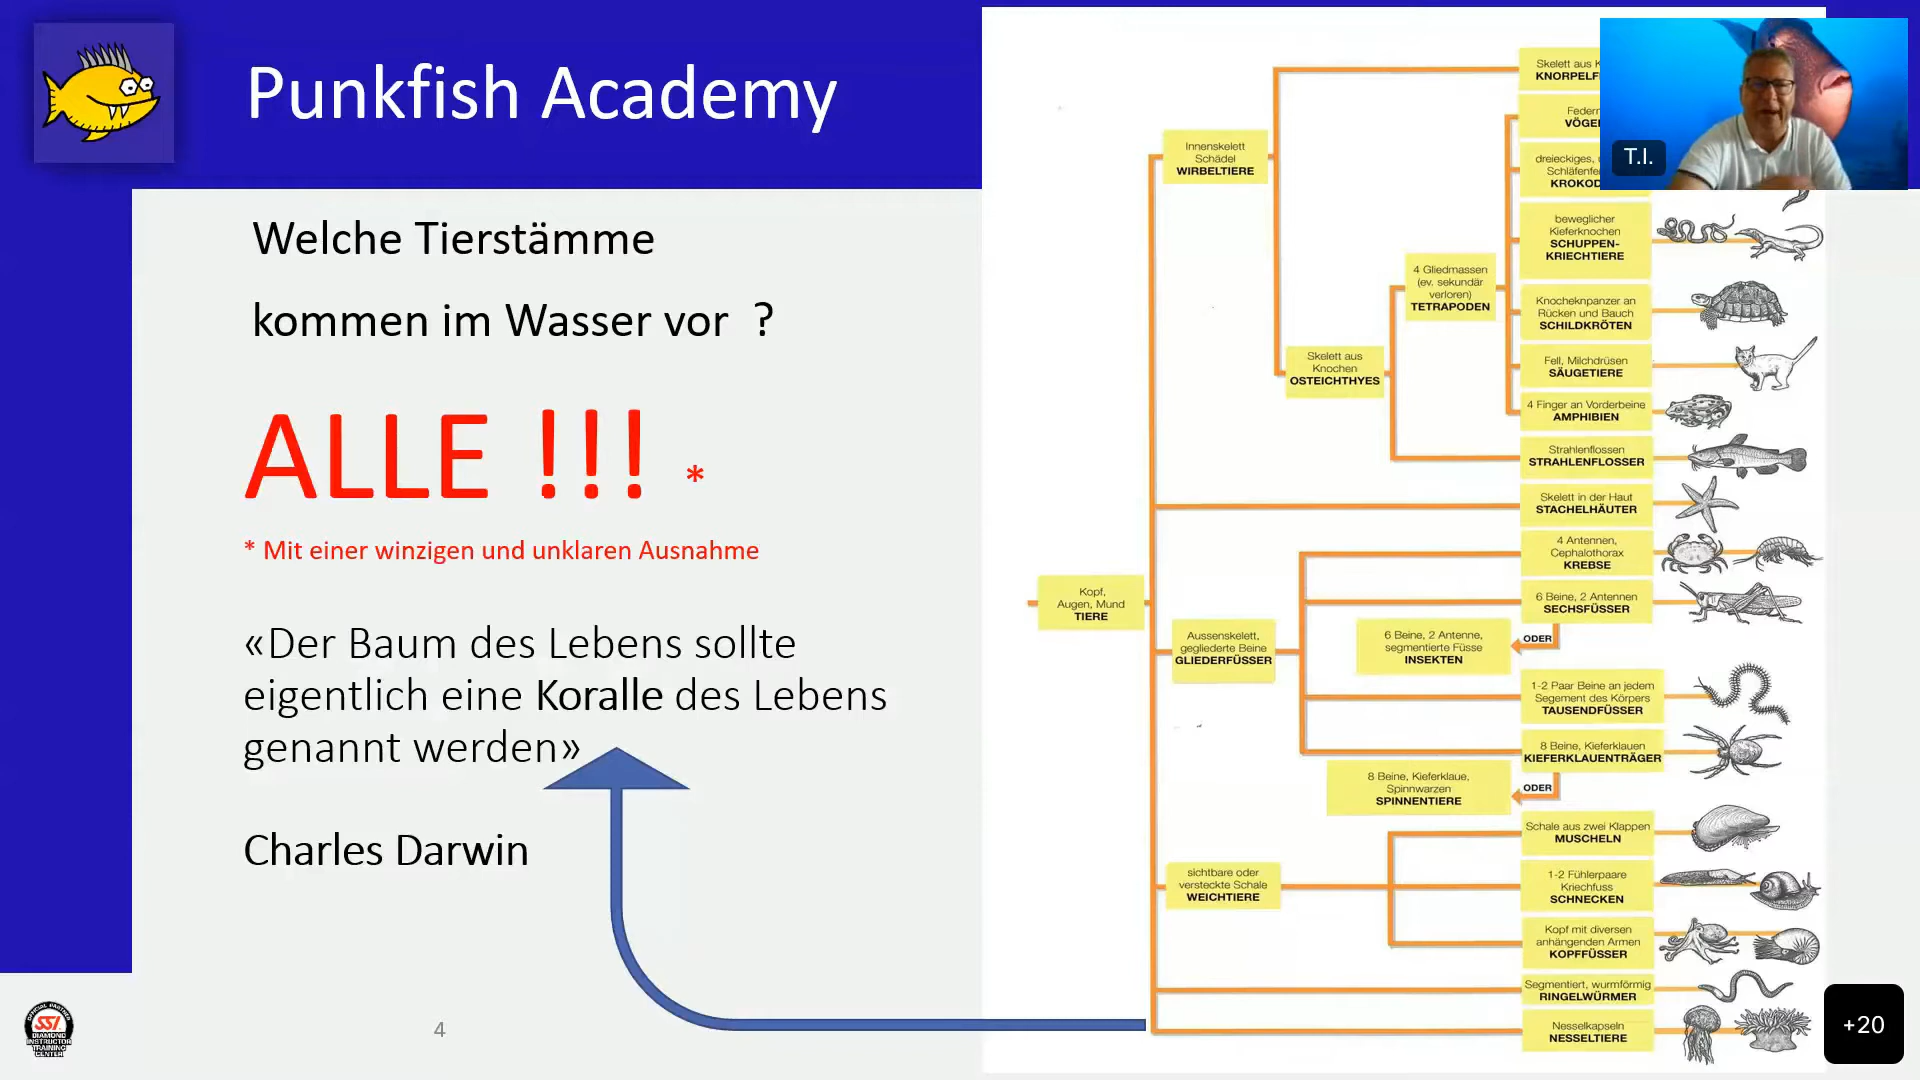 Punkfish Academy
Welche Tierstämme
kommen im Wasser vor ?
ALLE !!! *
* Mit einer winzigen und unklaren Ausnahme
«Der Baum des Lebens sollte
eigentlich eine Koralle des Lebens
genannt werden»
Charles Darwin
4
SSI
DIAMOND
INSTRUCTOR
TRAINING
CENTER
Kopf,
Augen, Mund
TIERE
Innenskelett
Schädel
WIRBELTIERE
Skelett aus
Knochen
OSTEICHTHYES
4 Gliedmassen
(ev. sekundär
verloren)
TETRAPODEN
Skelett aus
dreieckiges,
beweglicher
Kieferknochen
SCHUPPEN-
KRIECHTIERE
Knocheknpanzer an
Rücken und Bauch
SCHILDKRÖTEN
Fell, Milchdrüsen
SÄUGETIERE
4 Finger an Vorderbeine
AMPHIBIEN
Strahlenflossen
STRAHLENFLOSSER
Skelett in der Haut
STACHELHÄUTER
Aussenskelett,
gegliederte Beine
GLIEDERFÜSSER
4 Antennen,
Cephalothorax
KREBSE
6 Beine, 2 Antennen
SECHSFÜSSER
ODER
6 Beine, 2 Antenne,
segmentierte Füsse
INSEKTEN
1-2 Paar Beine an jedem
Segement des Körpers
TAUSENDFÜSSER
8 Beine, Kieferklauen
KIEFERKLAUENTRÄGER
ODER
8 Beine, Kieferklaue,
Spinnwarzen
SPINNENTIERE
sichtbare oder
versteckte Schale
WEICHTIERE
Schale aus zwei Klappen
MUSCHELN
1-2 Fühlerpaare
Kriechfuss
SCHNECKEN
Kopf mit diversen
anhängenden Armen
KOPFFÜSSER
Segmentiert, wurmförmig
RINGELWÜRMER
Nesselkapseln
NESSELTIERE
T.I.
+20